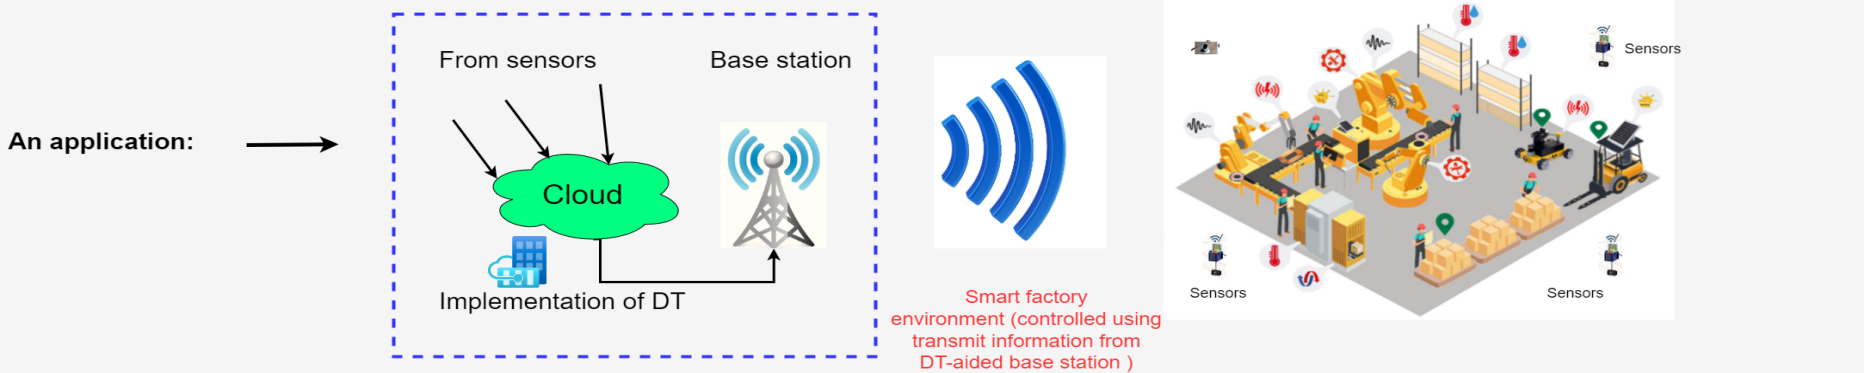 An application:
From sensors
Base station
Cloud
Implementation of DT
Smart factory
environment (controlled using
transmit information from
DT-aided base station )
Sensors
Sensors
Sensors